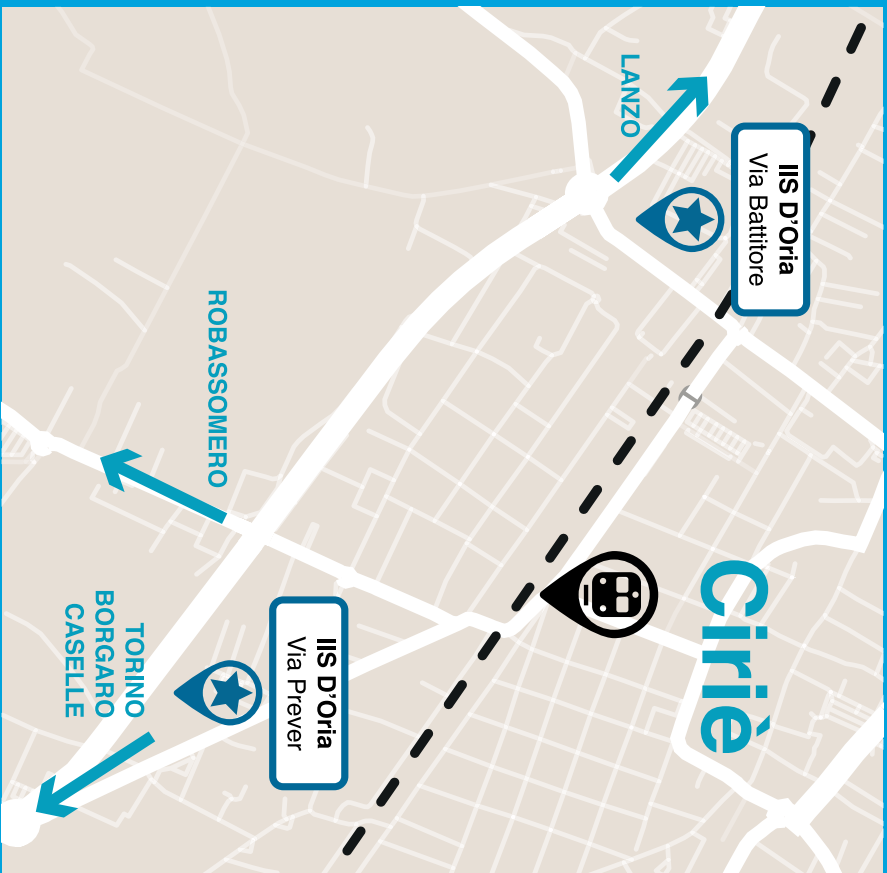 LANZO
IIS D’Oria
Via Battitore
ROBASSOMERO
Ciriè
TORINO
BORGARO
CASELLE
IIS D’Oria
Via Prever